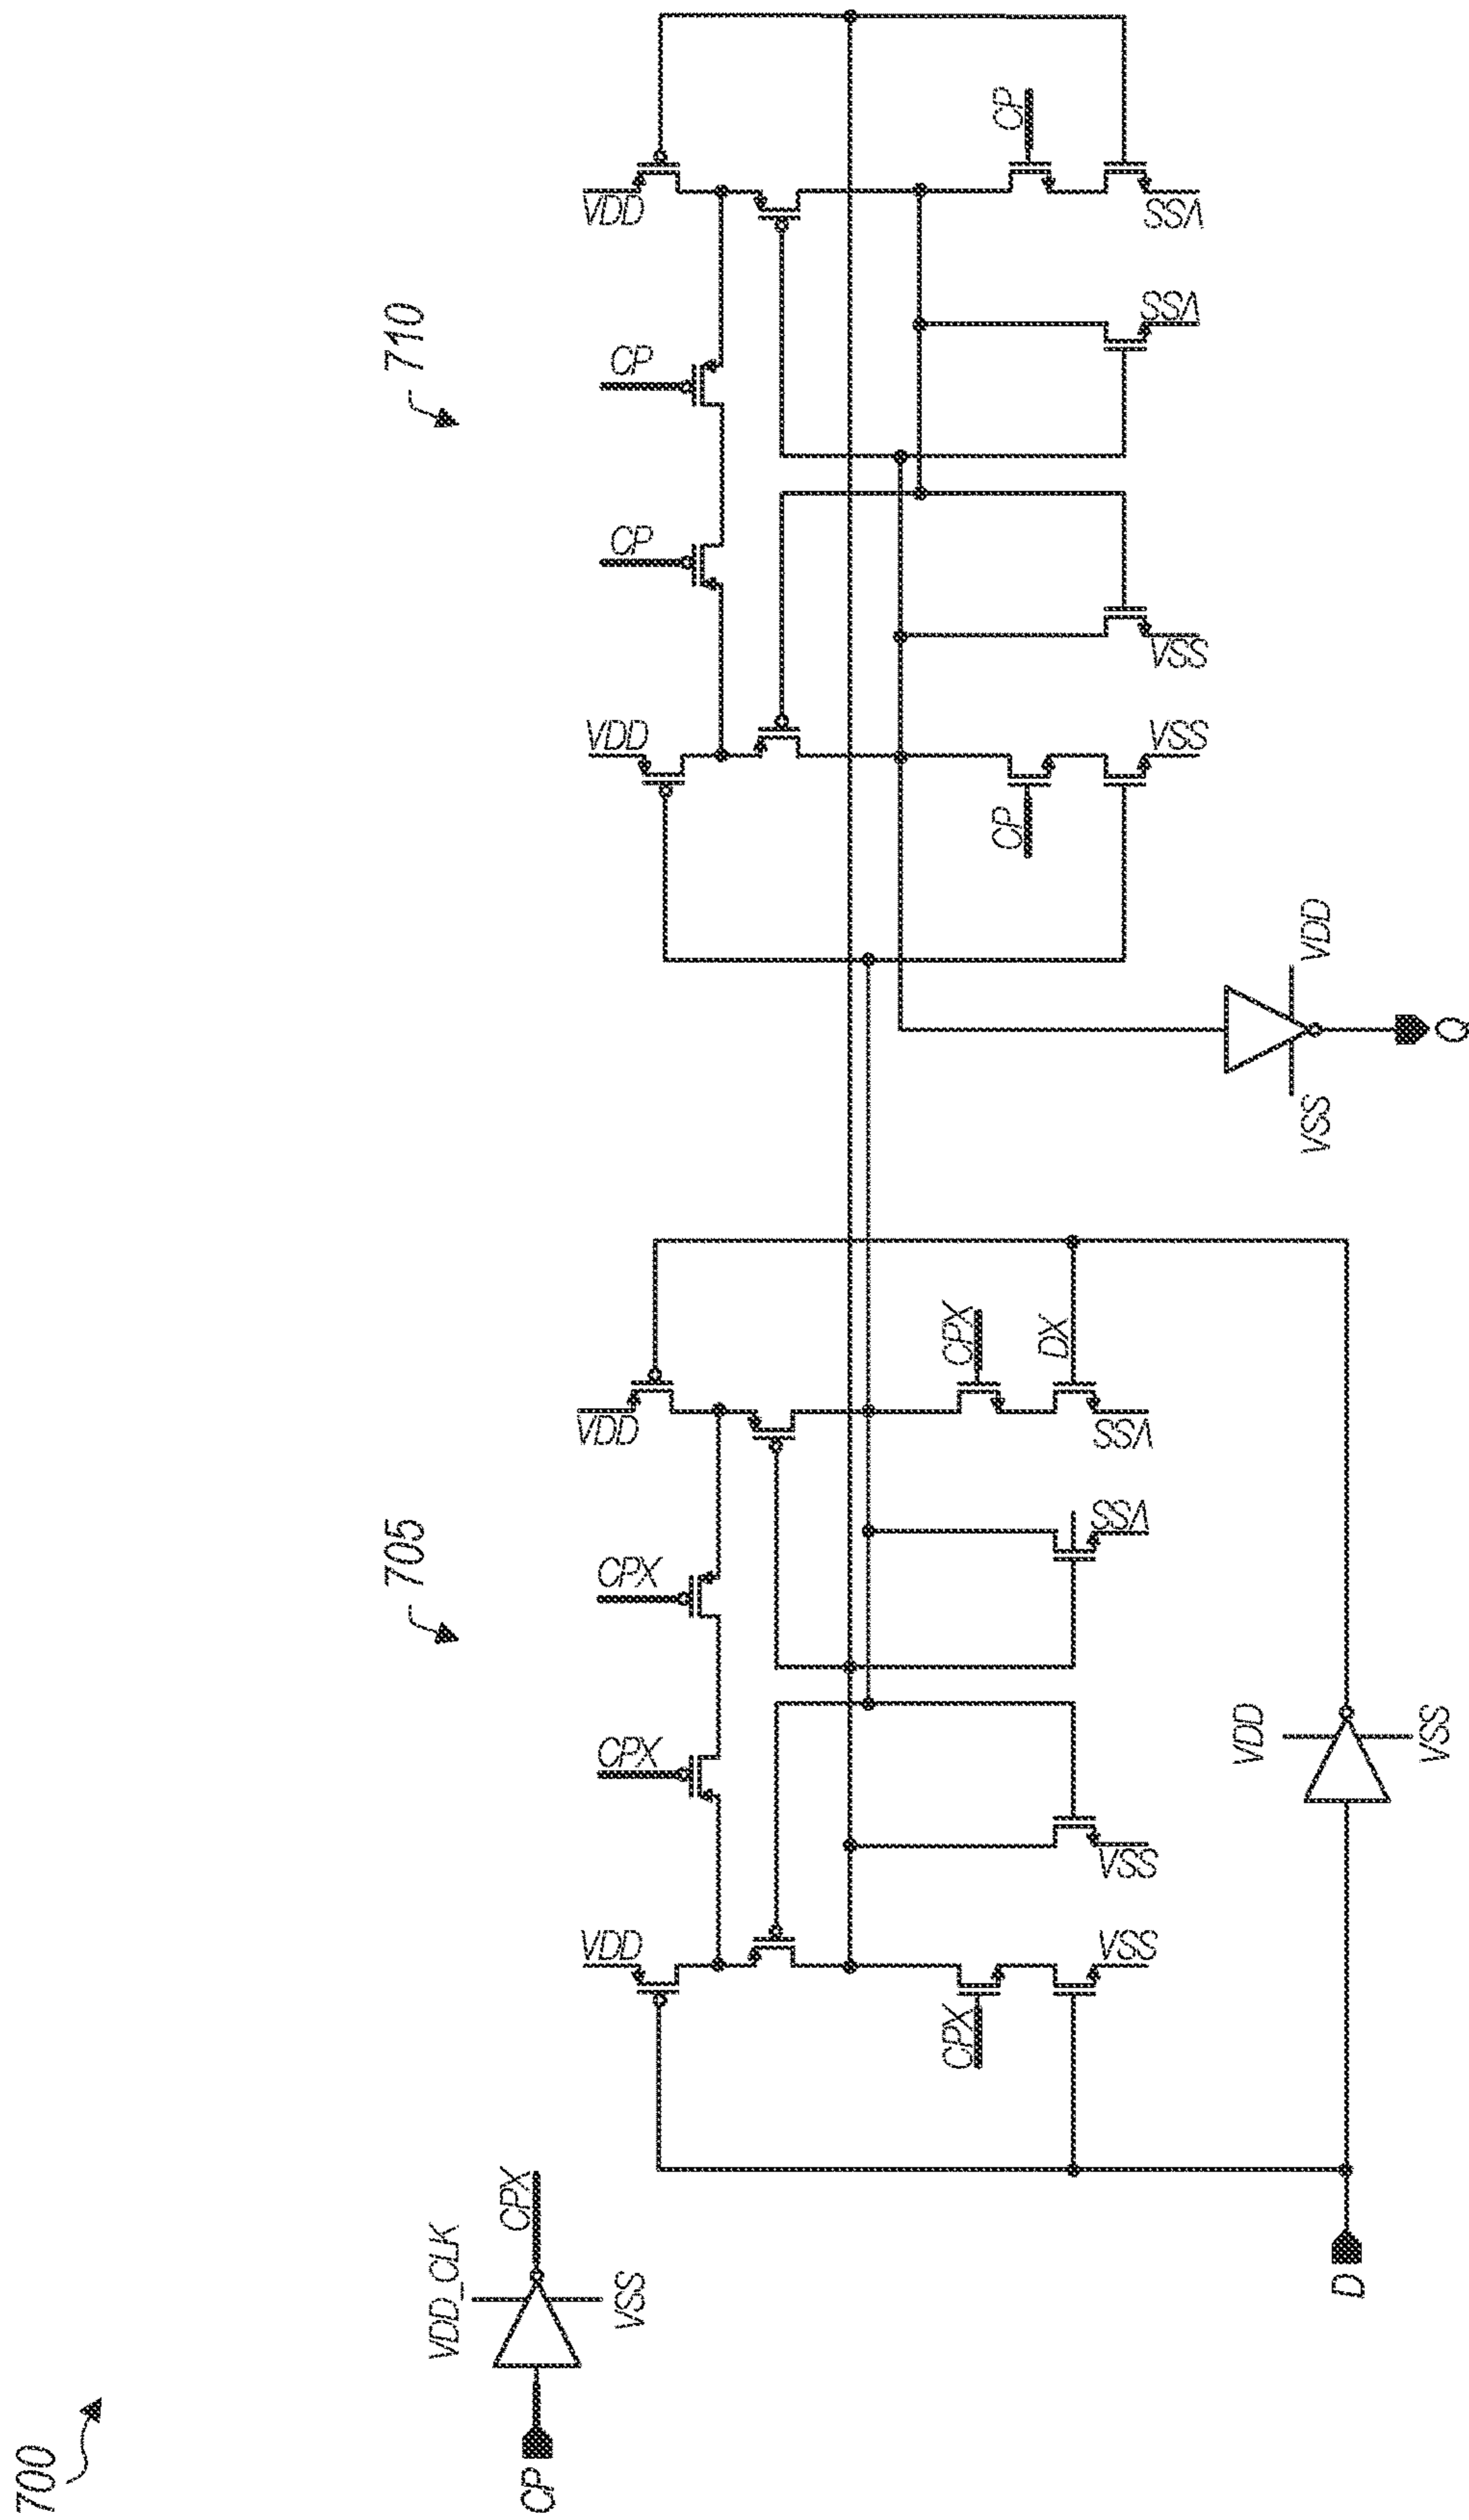 700
705
710
VDD_CLK
CP
CPX
VSS
VDD
CPX
CPX
VDD
VDD
CP
CP
VDD
CPX
CPX
CP
CP
DX
VSS
VSS
VSS
VSS
VSS
VSS
VSS
VSS
VDD
VSS
VSS
VDD
D
Q